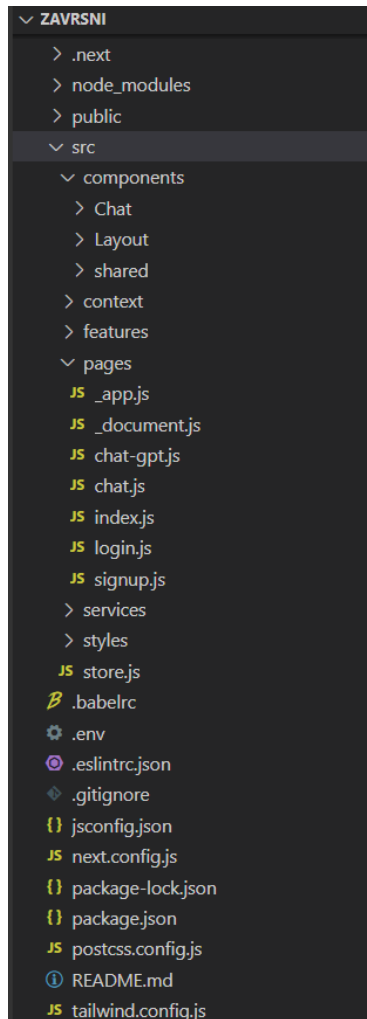 ZAVRSNI
.next
node_modules
public
src
components
Chat
Layout
shared
context
features
pages
JS _app.js
JS _document.js
JS chat-gpt.js
JS chat.js
JS index.js
JS login.js
JS signup.js
services
styles
JS store.js
.babelrc
.env
.eslintrc.json
.gitignore
{} jsconfig.json
JS next.config.js
{} package-lock.json
{} package.json
JS postcss.config.js
README.md
JS tailwind.config.js